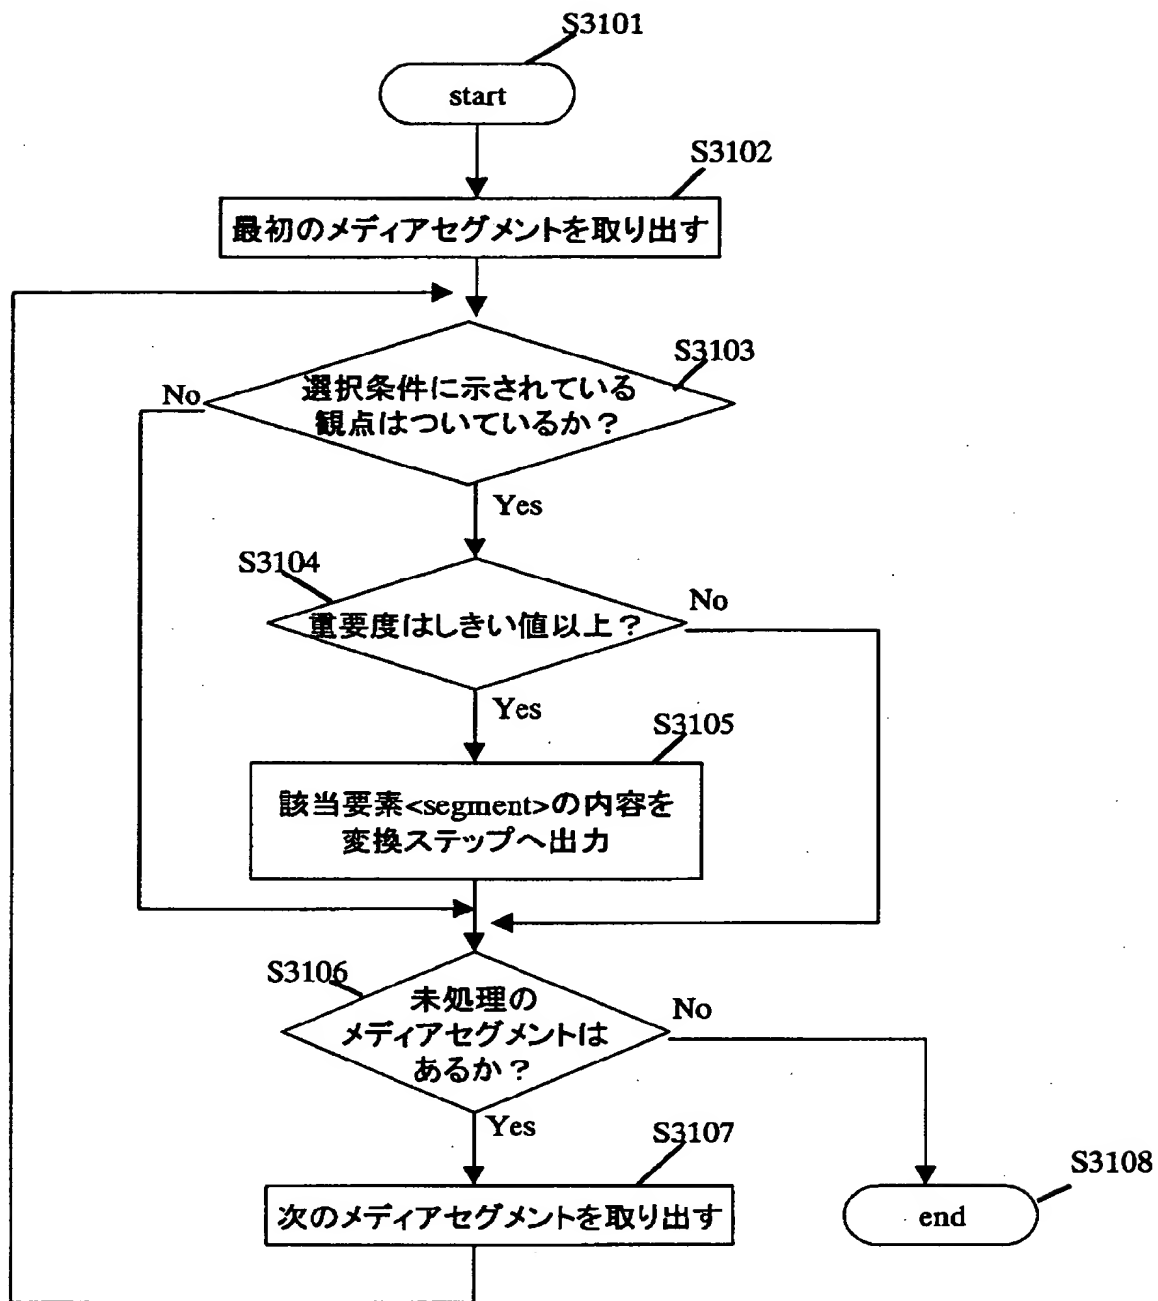 S3101
start
S3102
最初のメディアセグメントを取り出す
S3103
選択条件に示されている
観点はついているか?
No
Yes
S3104
重要度はしきい値以上?
No
Yes
S3105
該当要素<segment>の内容を
変換ステップへ出力
S3106
未処理の
メディアセグメントは
あるか?
No
Yes
S3107
次のメディアセグメントを取り出す
S3108
end